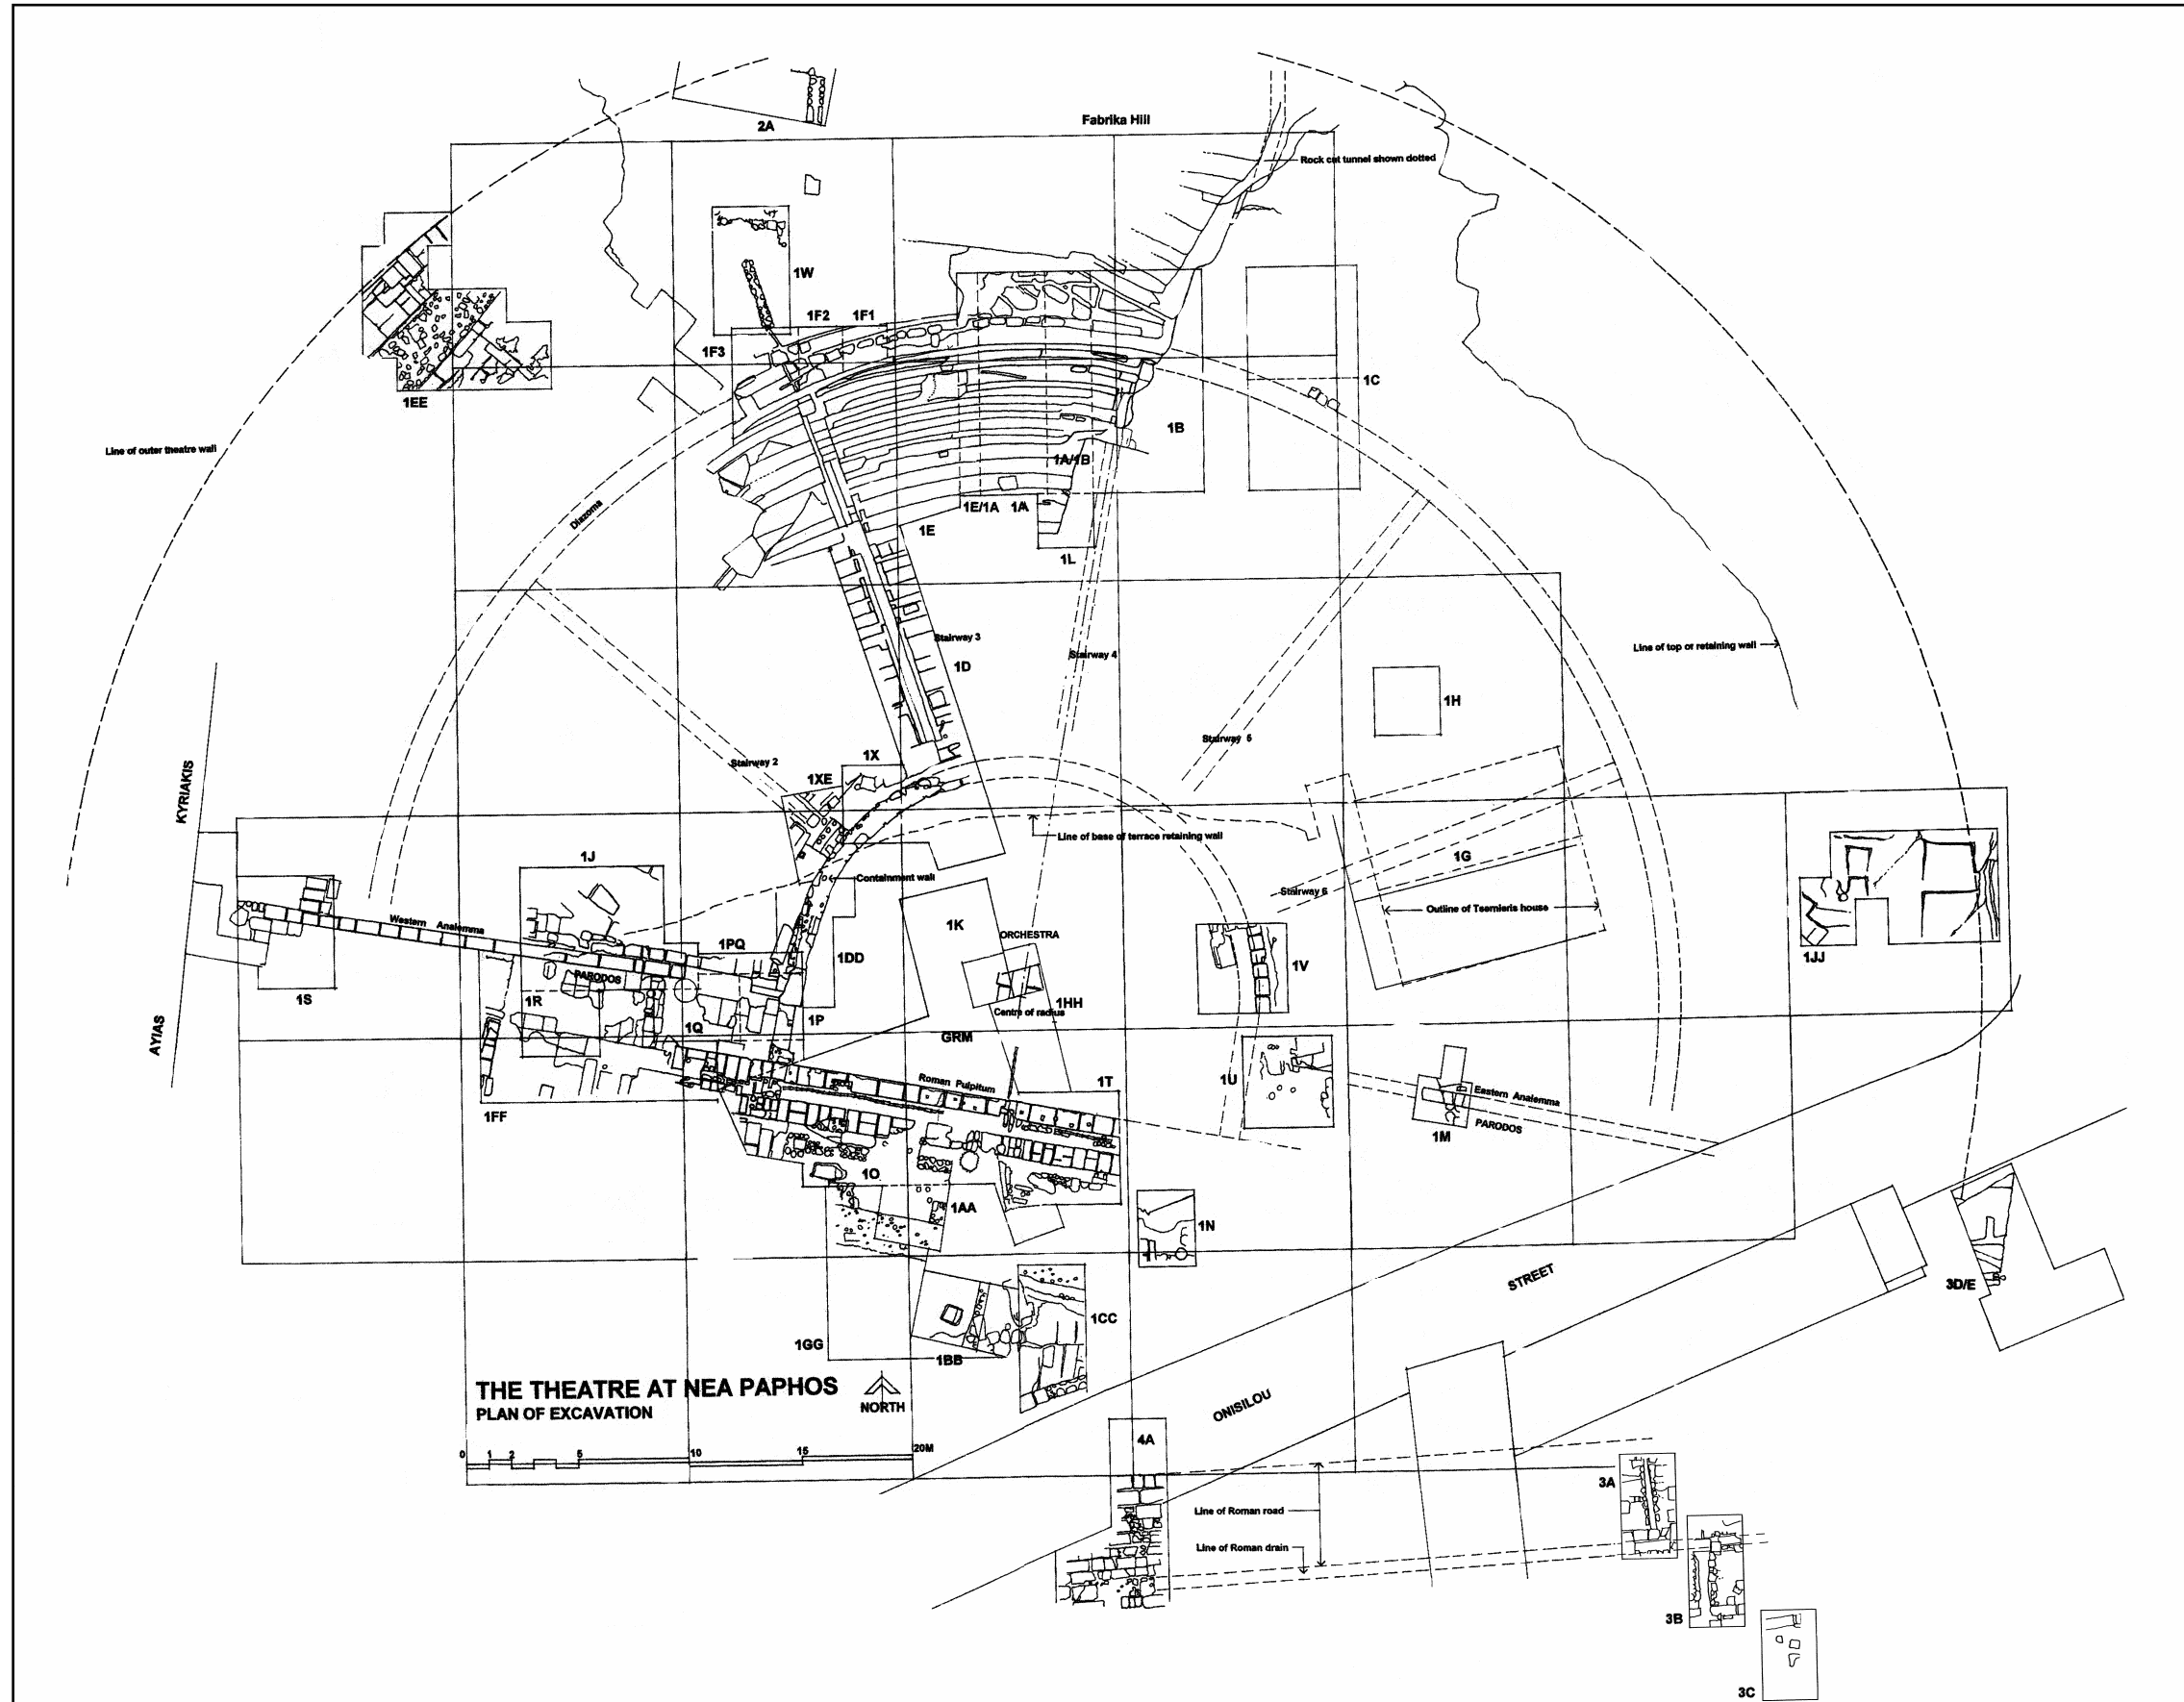 2A
Fabrika Hill
Rock cut tunnel shown dotted
1W
1F2
1F1
1F3
1C
1EE
1B
Line of outer theatre wall
1A/1B
Diazoma
1E/1A
1A
1E
1L
Stairway 3
Stairway 4
Line of top or retaining wall
1D
1H
Stairway 5
Stairway 2
1X
1XE
KYRIAKIS
Line of base of terrace retaining wall
1J
1G
Containment wall
Stairway 6
Outline of Tsemieris house
Western Analemma
1K
ORCHESTRA
1PQ
1DD
1V
1JJ
PARODOS
1S
1R
1HH
Centre of radius
1P
1Q
AYIAS
GRM
Roman Pulpitum
1T
1U
Eastern Analemma
PARODOS
1FF
1M
1O
1AA
1N
STREET
3D/E
1CC
1GG
1BB
THE THEATRE AT NEA PAPHOS
PLAN OF EXCAVATION
NORTH
ONISILOU
0 1 2 5 10 15 20M
4A
3A
Line of Roman road
Line of Roman drain
3B
3C